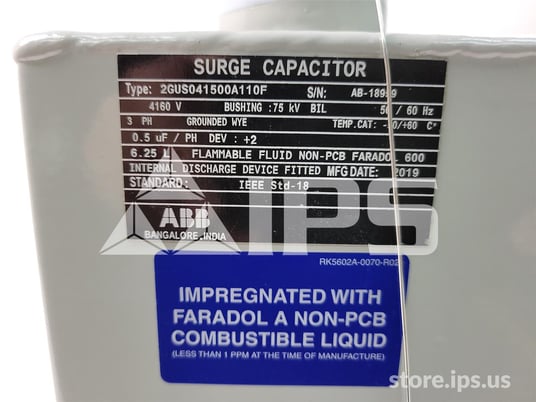 SURGE CAPACITOR
Type: 2GUS041500A110F S/N: AB-18959
4160 V BUSHING :75 kV BIL 50 / 60 Hz
3 PH GROUNDED WYE TEMP.CAT: /+60 C°
0.5 uF / PH DEV : +2
6.25 L FLAMMABLE FLUID NON-PCB FARADOL 600
INTERNAL DISCHARGE DEVICE FITTED MFG DATE: 2019
STANDARD: IEEE Std-18
IPS
ABB
BANGALORE.INDIA
RK5602A-0070-R02
IMPREGNATED WITH
FARADOL A NON-PCB
COMBUSTIBLE LIQUID
(LESS THAN 1 PPM AT THE TIME OF MANUFACTURE)
store.ips.us